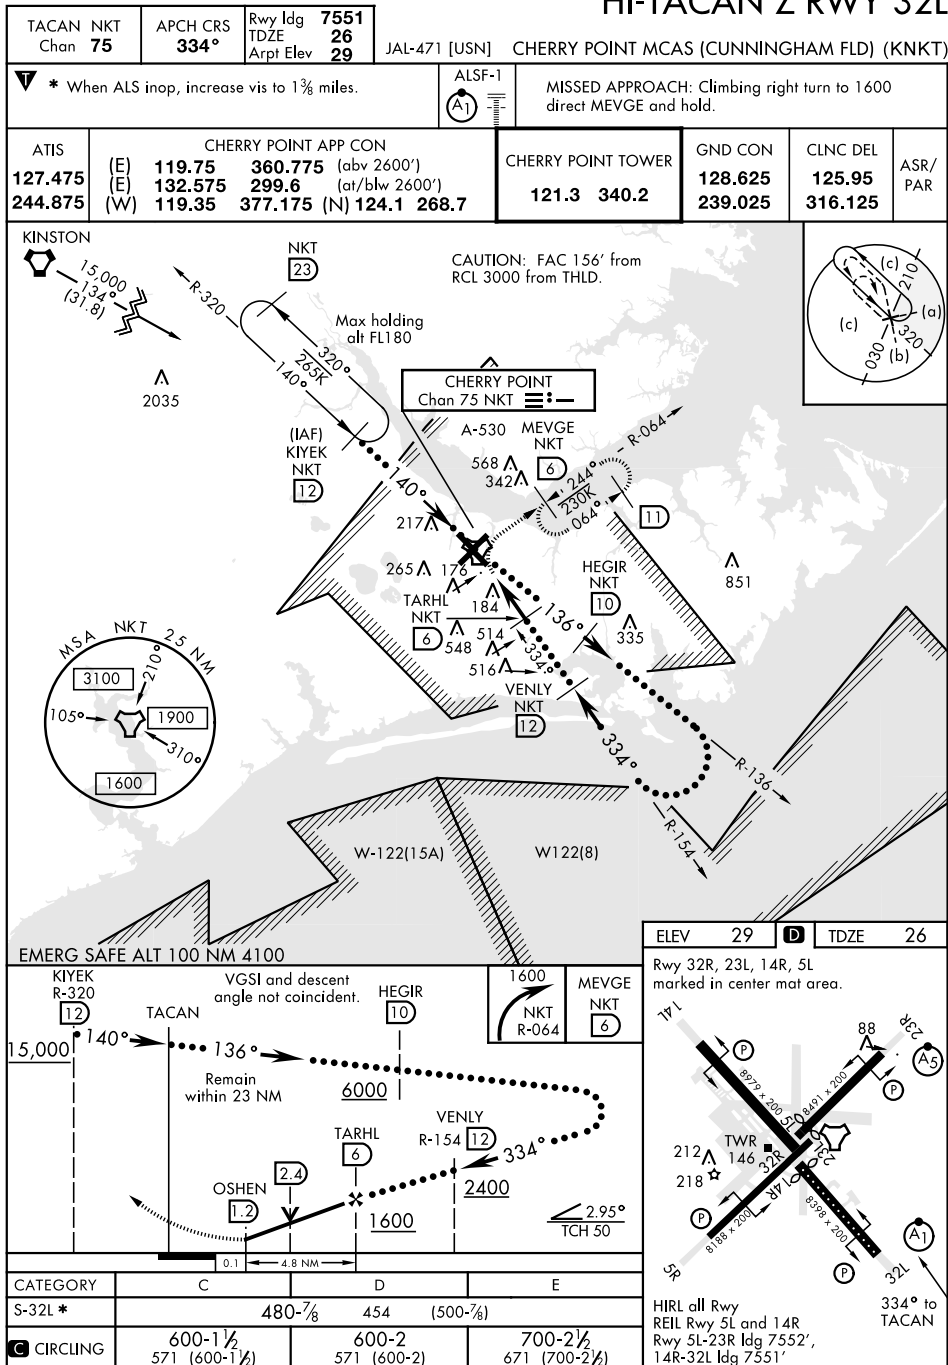 HI-TACAN Z RWY 32L
TACAN NKT
Chan 75
APCH CRS
334°
Rwy ldg 7551
TDZE 26
Arpt Elev 29
JAL-471 [USN]
CHERRY POINT MCAS (CUNNINGHAM FLD) (KNKT)
T
* When ALS inop, increase vis to 1⅜ miles.
ALSF-1
A1
MISSED APPROACH: Climbing right turn to 1600
direct MEVGE and hold.
ATIS
127.475
244.875
CHERRY POINT APP CON
(E) 119.75 360.775 (abv 2600')
(E) 132.575 299.6 (at/blw 2600')
(W) 119.35 377.175 (N) 124.1 268.7
CHERRY POINT TOWER
121.3 340.2
GND CON
128.625
239.025
CLNC DEL
125.95
316.125
ASR/
PAR
KINSTON
15,000
134°
(31.8)
R-320
NKT
23
CAUTION: FAC 156' from
RCL 3000 from THLD.
Max holding
alt FL180
320°
265K
140°
2035
(IAF)
KIYEK
NKT
12
140°
CHERRY POINT
Chan 75 NKT
A-530
MEVGE
NKT
6
R-064
568
342
244°
230K
064°
11
217
265
176
184
TARHL
NKT
6
548
514
516
334°
136°
HEGIR
NKT
10
335
851
VENLY
NKT
12
334°
R-136
R-154
(c)
210
(a)
(c)
320
(b)
030
MSA NKT 25 NM
3100
210°
105°
1900
310°
1600
W-122(15A)
W122(8)
EMERG SAFE ALT 100 NM 4100
KIYEK
R-320
12
TACAN
VGSI and descent
angle not coincident.
HEGIR
10
1600
NKT
R-064
MEVGE
NKT
6
15,000
140°
136°
Remain
within 23 NM
6000
TARHL
6
VENLY
R-154 12
334°
2.4
OSHEN
1.2
2400
1600
2.95°
TCH 50
0.1
4.8 NM
CATEGORY C D E
S-32L * 480-⅞ 454 (500-⅞)
C CIRCLING
600-1½
571 (600-1½)
600-2
571 (600-2)
700-2½
671 (700-2½)
ELEV 29 D TDZE 26
Rwy 32R, 23L, 14R, 5L
marked in center mat area.
14L
23R
88
A5
P
P
8979 x 200
8491 x 200
5L
TWR
146
212
218
32R
23L
14R
P
8188 x 200
8398 x 200
P
A1
5R
32L
HIRL all Rwy
REIL Rwy 5L and 14R
Rwy 5L-23R ldg 7552',
14R-32L ldg 7551'
334° to
TACAN